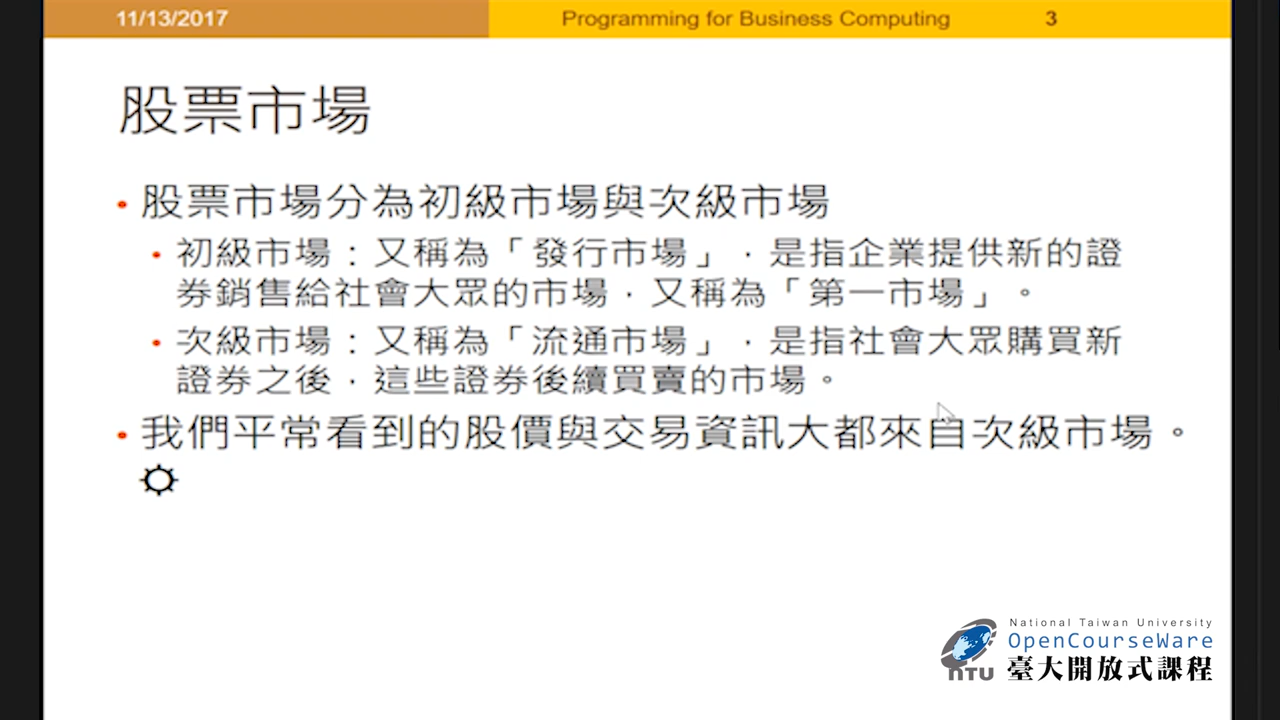 11/13/2017 Programming for Business Computing 3
股票市場
• 股票市場分為初級市場與次級市場
• 初級市場：又稱為「發行市場」，是指企業提供新的證
券銷售給社會大眾的市場，又稱為「第一市場」。
• 次級市場：又稱為「流通市場」，是指社會大眾購買新
證券之後，這些證券後續買賣的市場。
• 我們平常看到的股價與交易資訊大都來自次級市場。
National Taiwan University
OpenCourseWare
NTU 臺大開放式課程